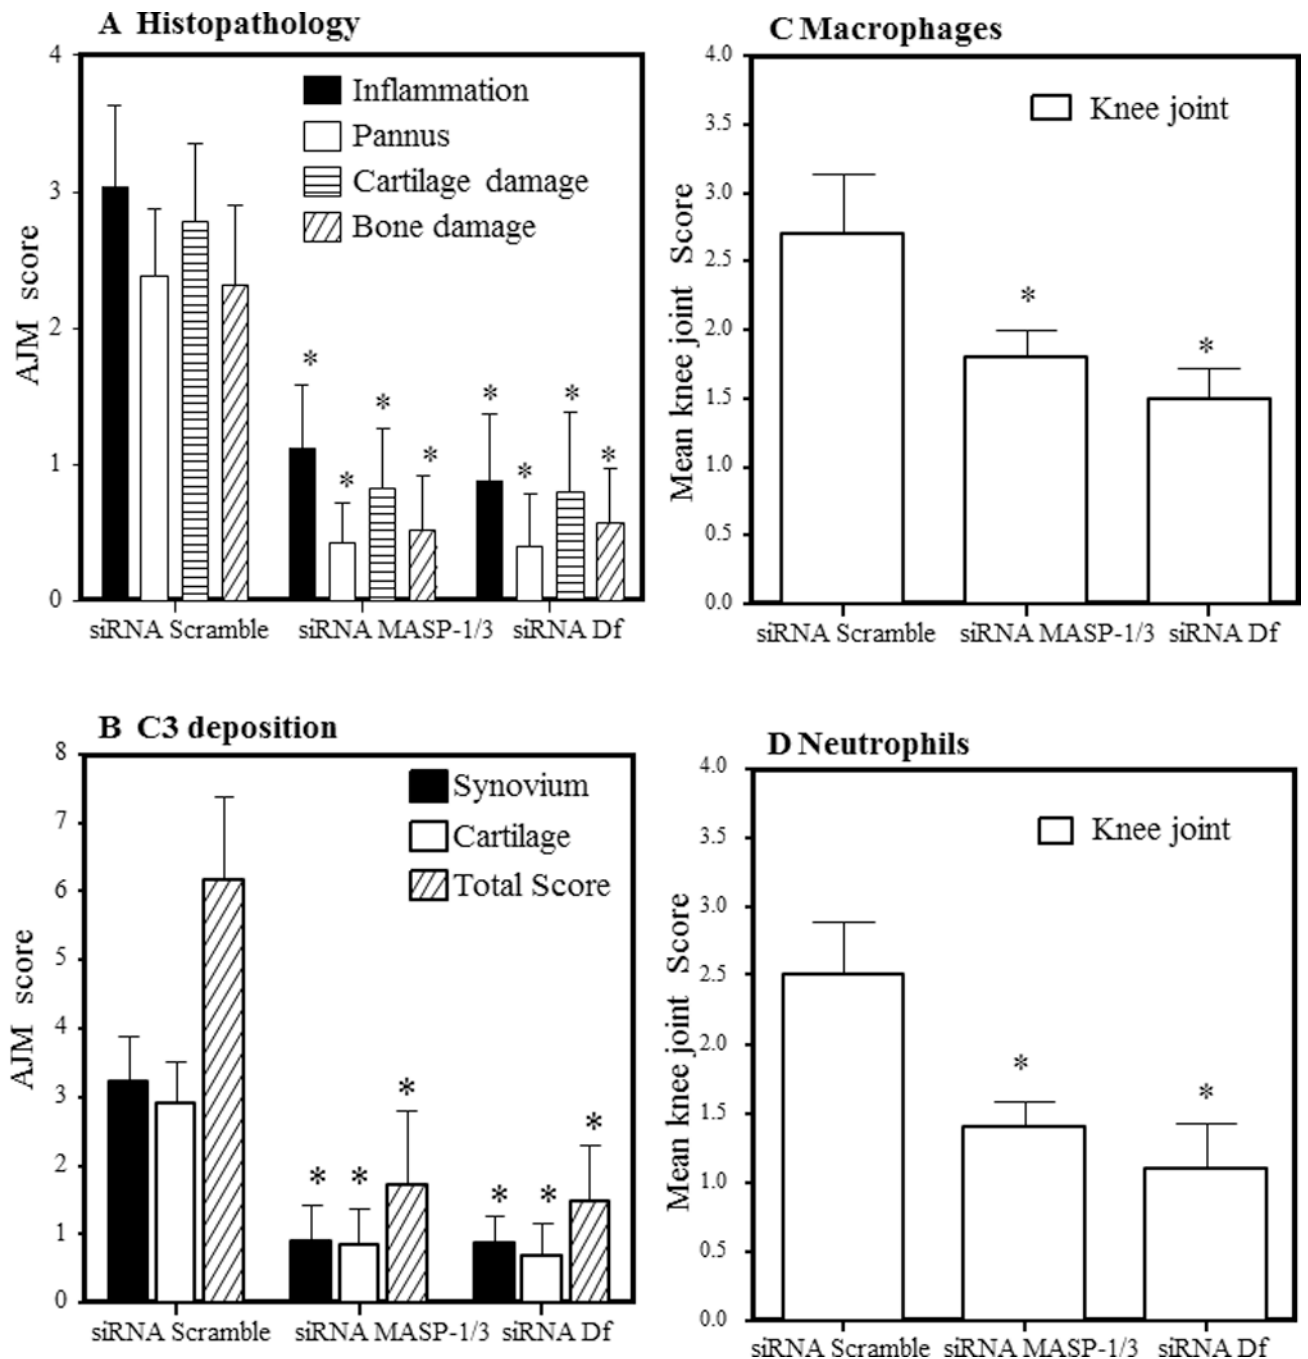 A Histopathology
4
3
2
1
0
AJM score
Inflammation
Pannus
Cartilage damage
Bone damage
* * * * * * * *
siRNA Scramble siRNA MASP-1/3 siRNA Df
C Macrophages
4.0
3.5
3.0
2.5
2.0
1.5
1.0
0.5
0.0
Mean knee joint Score
Knee joint
* *
siRNA Scramble siRNA MASP-1/3 siRNA Df
B C3 deposition
8
7
6
5
4
3
2
1
0
AJM score
Synovium
Cartilage
Total Score
* * * * * *
siRNA Scramble siRNA MASP-1/3 siRNA Df
D Neutrophils
4.0
3.5
3.0
2.5
2.0
1.5
1.0
0.5
0.0
Mean knee joint Score
Knee joint
* *
siRNA Scramble siRNA MASP-1/3 siRNA Df